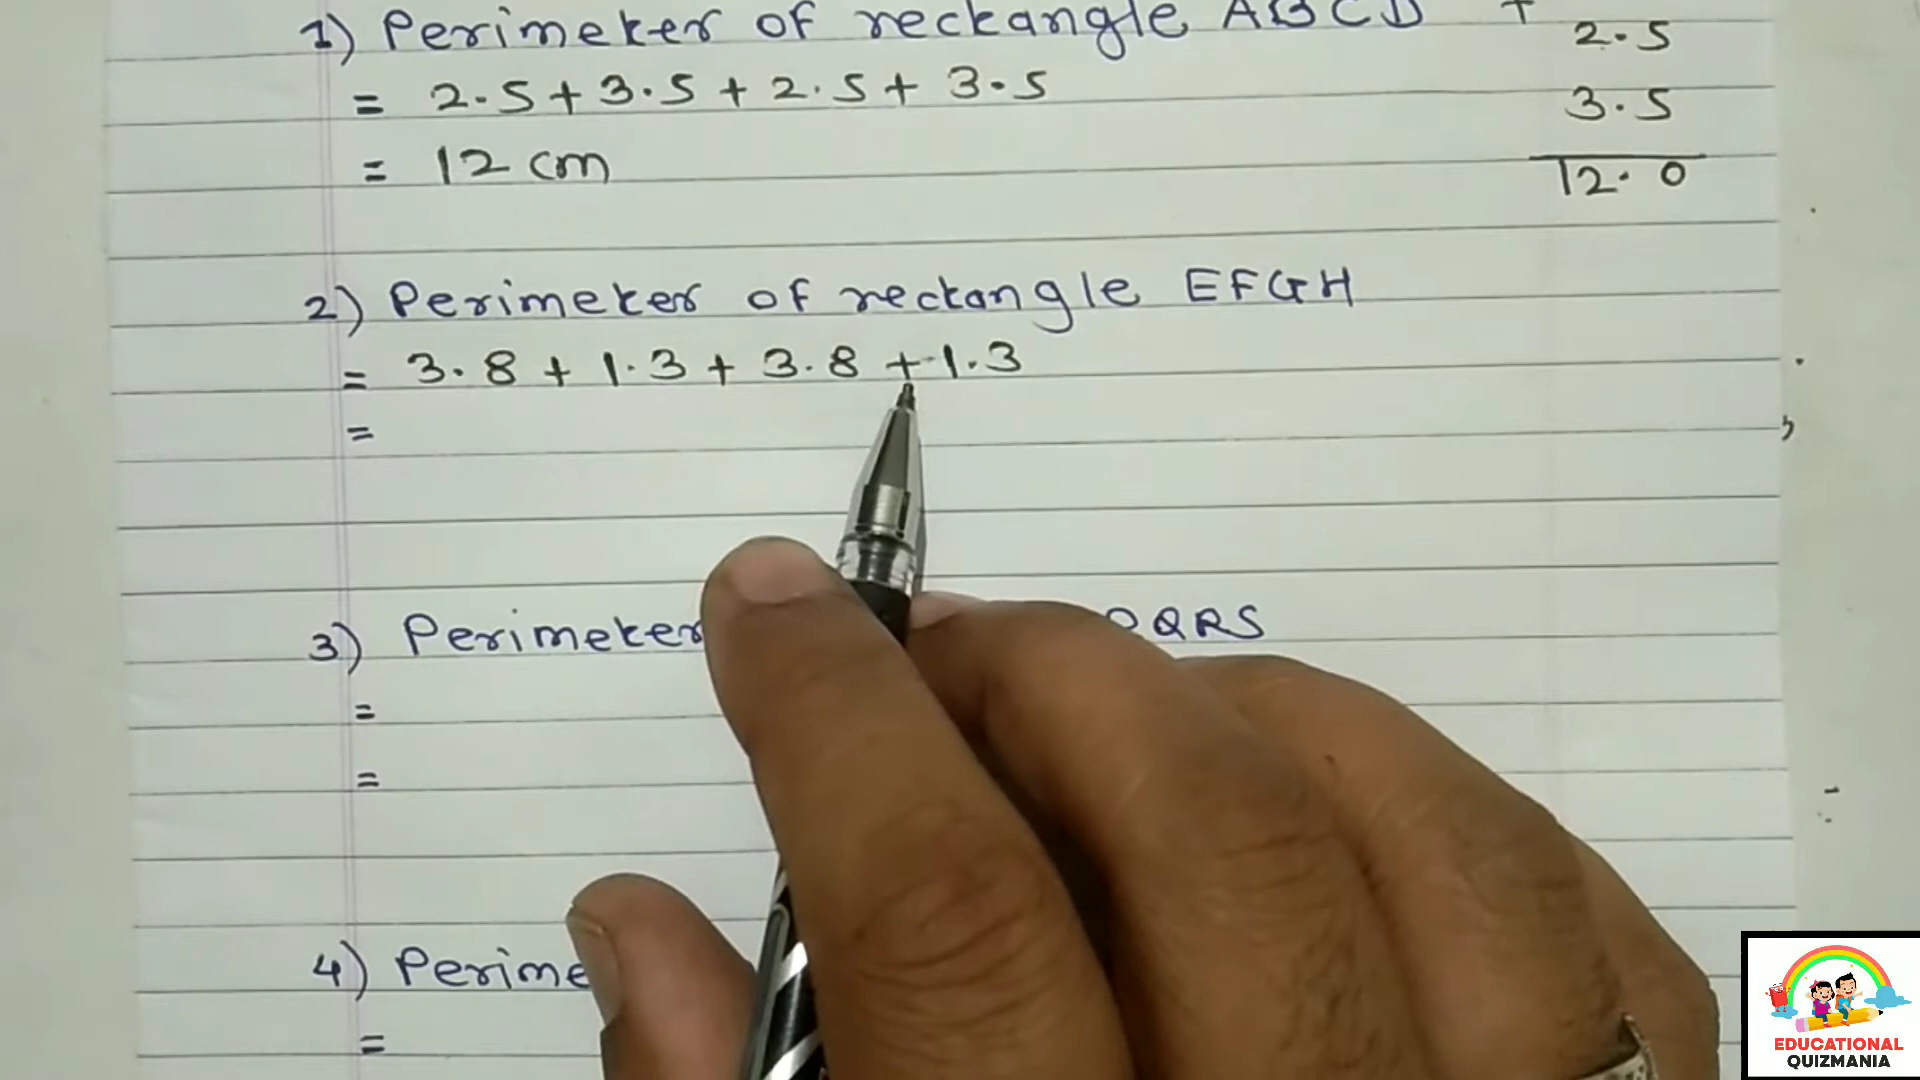 1) Perimeter of rectangle ABCD
= 2.5 + 3.5 + 2.5 + 3.5
= 12 cm
+ 2.5
3.5
12.0
2) Perimeter of rectangle EFGH
= 3.8 + 1.3 + 3.8 + 1.3
=
3) Perimeter PQRS
=
=
4)
=
EDUCATIONAL
QUIZMANIA